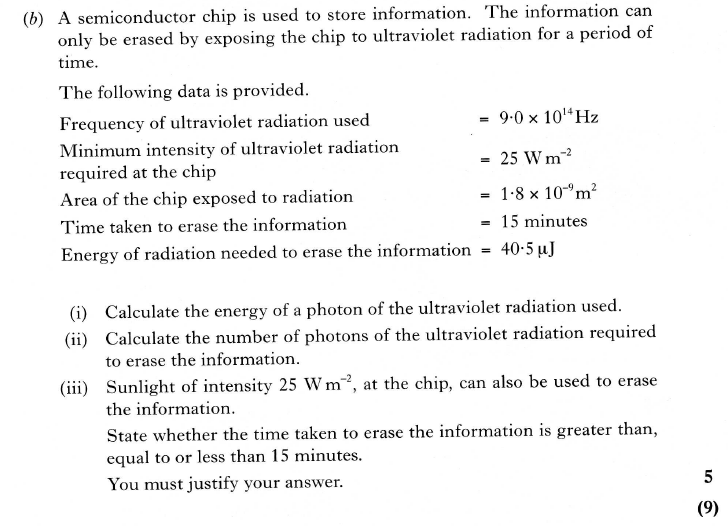 (b) A semiconductor chip is used to store information. The information can
only be erased by exposing the chip to ultraviolet radiation for a period of
time.
The following data is provided.
Frequency of ultraviolet radiation used = 9·0 × 10¹⁴ Hz
Minimum intensity of ultraviolet radiation
required at the chip = 25 W m⁻²
Area of the chip exposed to radiation = 1·8 × 10⁻⁹ m²
Time taken to erase the information = 15 minutes
Energy of radiation needed to erase the information = 40·5 µJ
(i) Calculate the energy of a photon of the ultraviolet radiation used.
(ii) Calculate the number of photons of the ultraviolet radiation required
to erase the information.
(iii) Sunlight of intensity 25 W m⁻², at the chip, can also be used to erase
the information.
State whether the time taken to erase the information is greater than,
equal to or less than 15 minutes.
You must justify your answer.
5
(9)